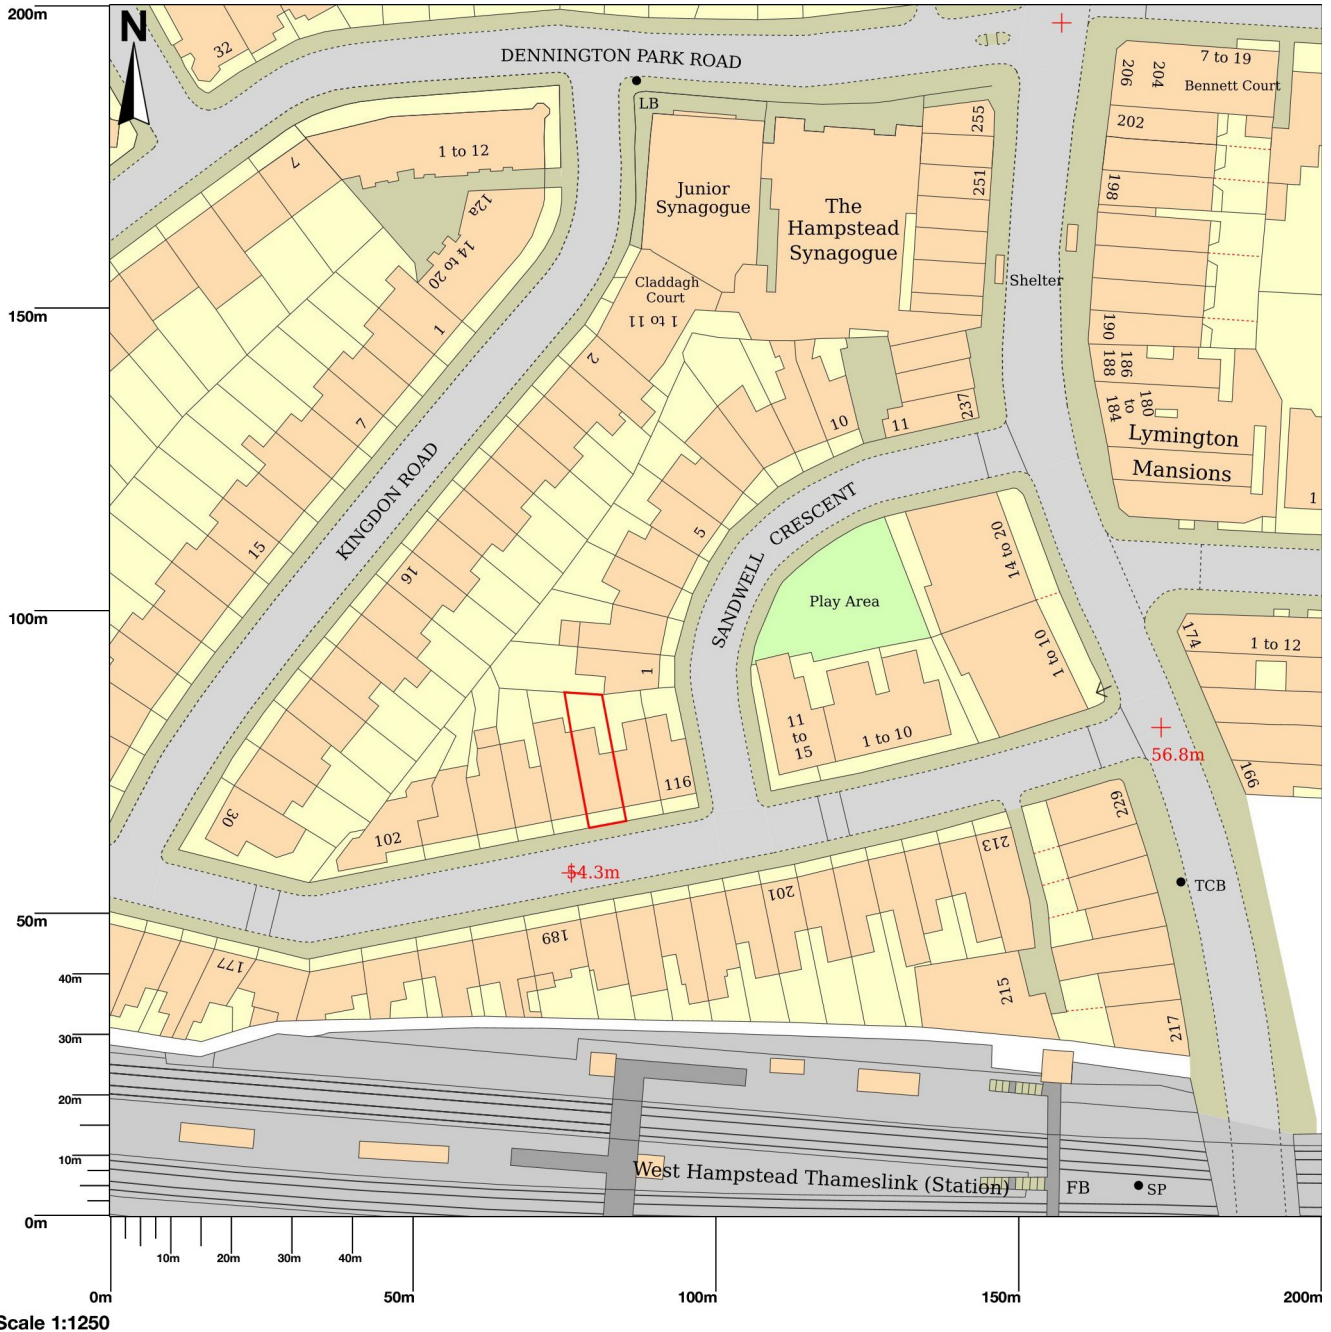 200m
N
32
DENNINGTON PARK ROAD
LB
7 to 19
Bennett Court
206
204
202
198
255
251
7
1 to 12
12a
14 to 20
Junior
Synagogue
The
Hampstead
Synagogue
Claddagh
Court
1 to 11
Shelter
150m
1
2
190
188
186
180
to
184
Lymington
Mansions
1
7
10
11
237
KINGDON ROAD
15
16
5
SANDWELL CRESCENT
14 to 20
Play Area
100m
1
1 to 10
174
1 to 12
11
to
15
1 to 10
56.8m
166
116
30
102
229
213
54.3m
201
TCB
50m
189
177
40m
215
217
30m
20m
10m
West Hampstead Thameslink (Station)
FB
SP
0m
10m
20m
30m
40m
0m
50m
100m
150m
200m
Scale 1:1250